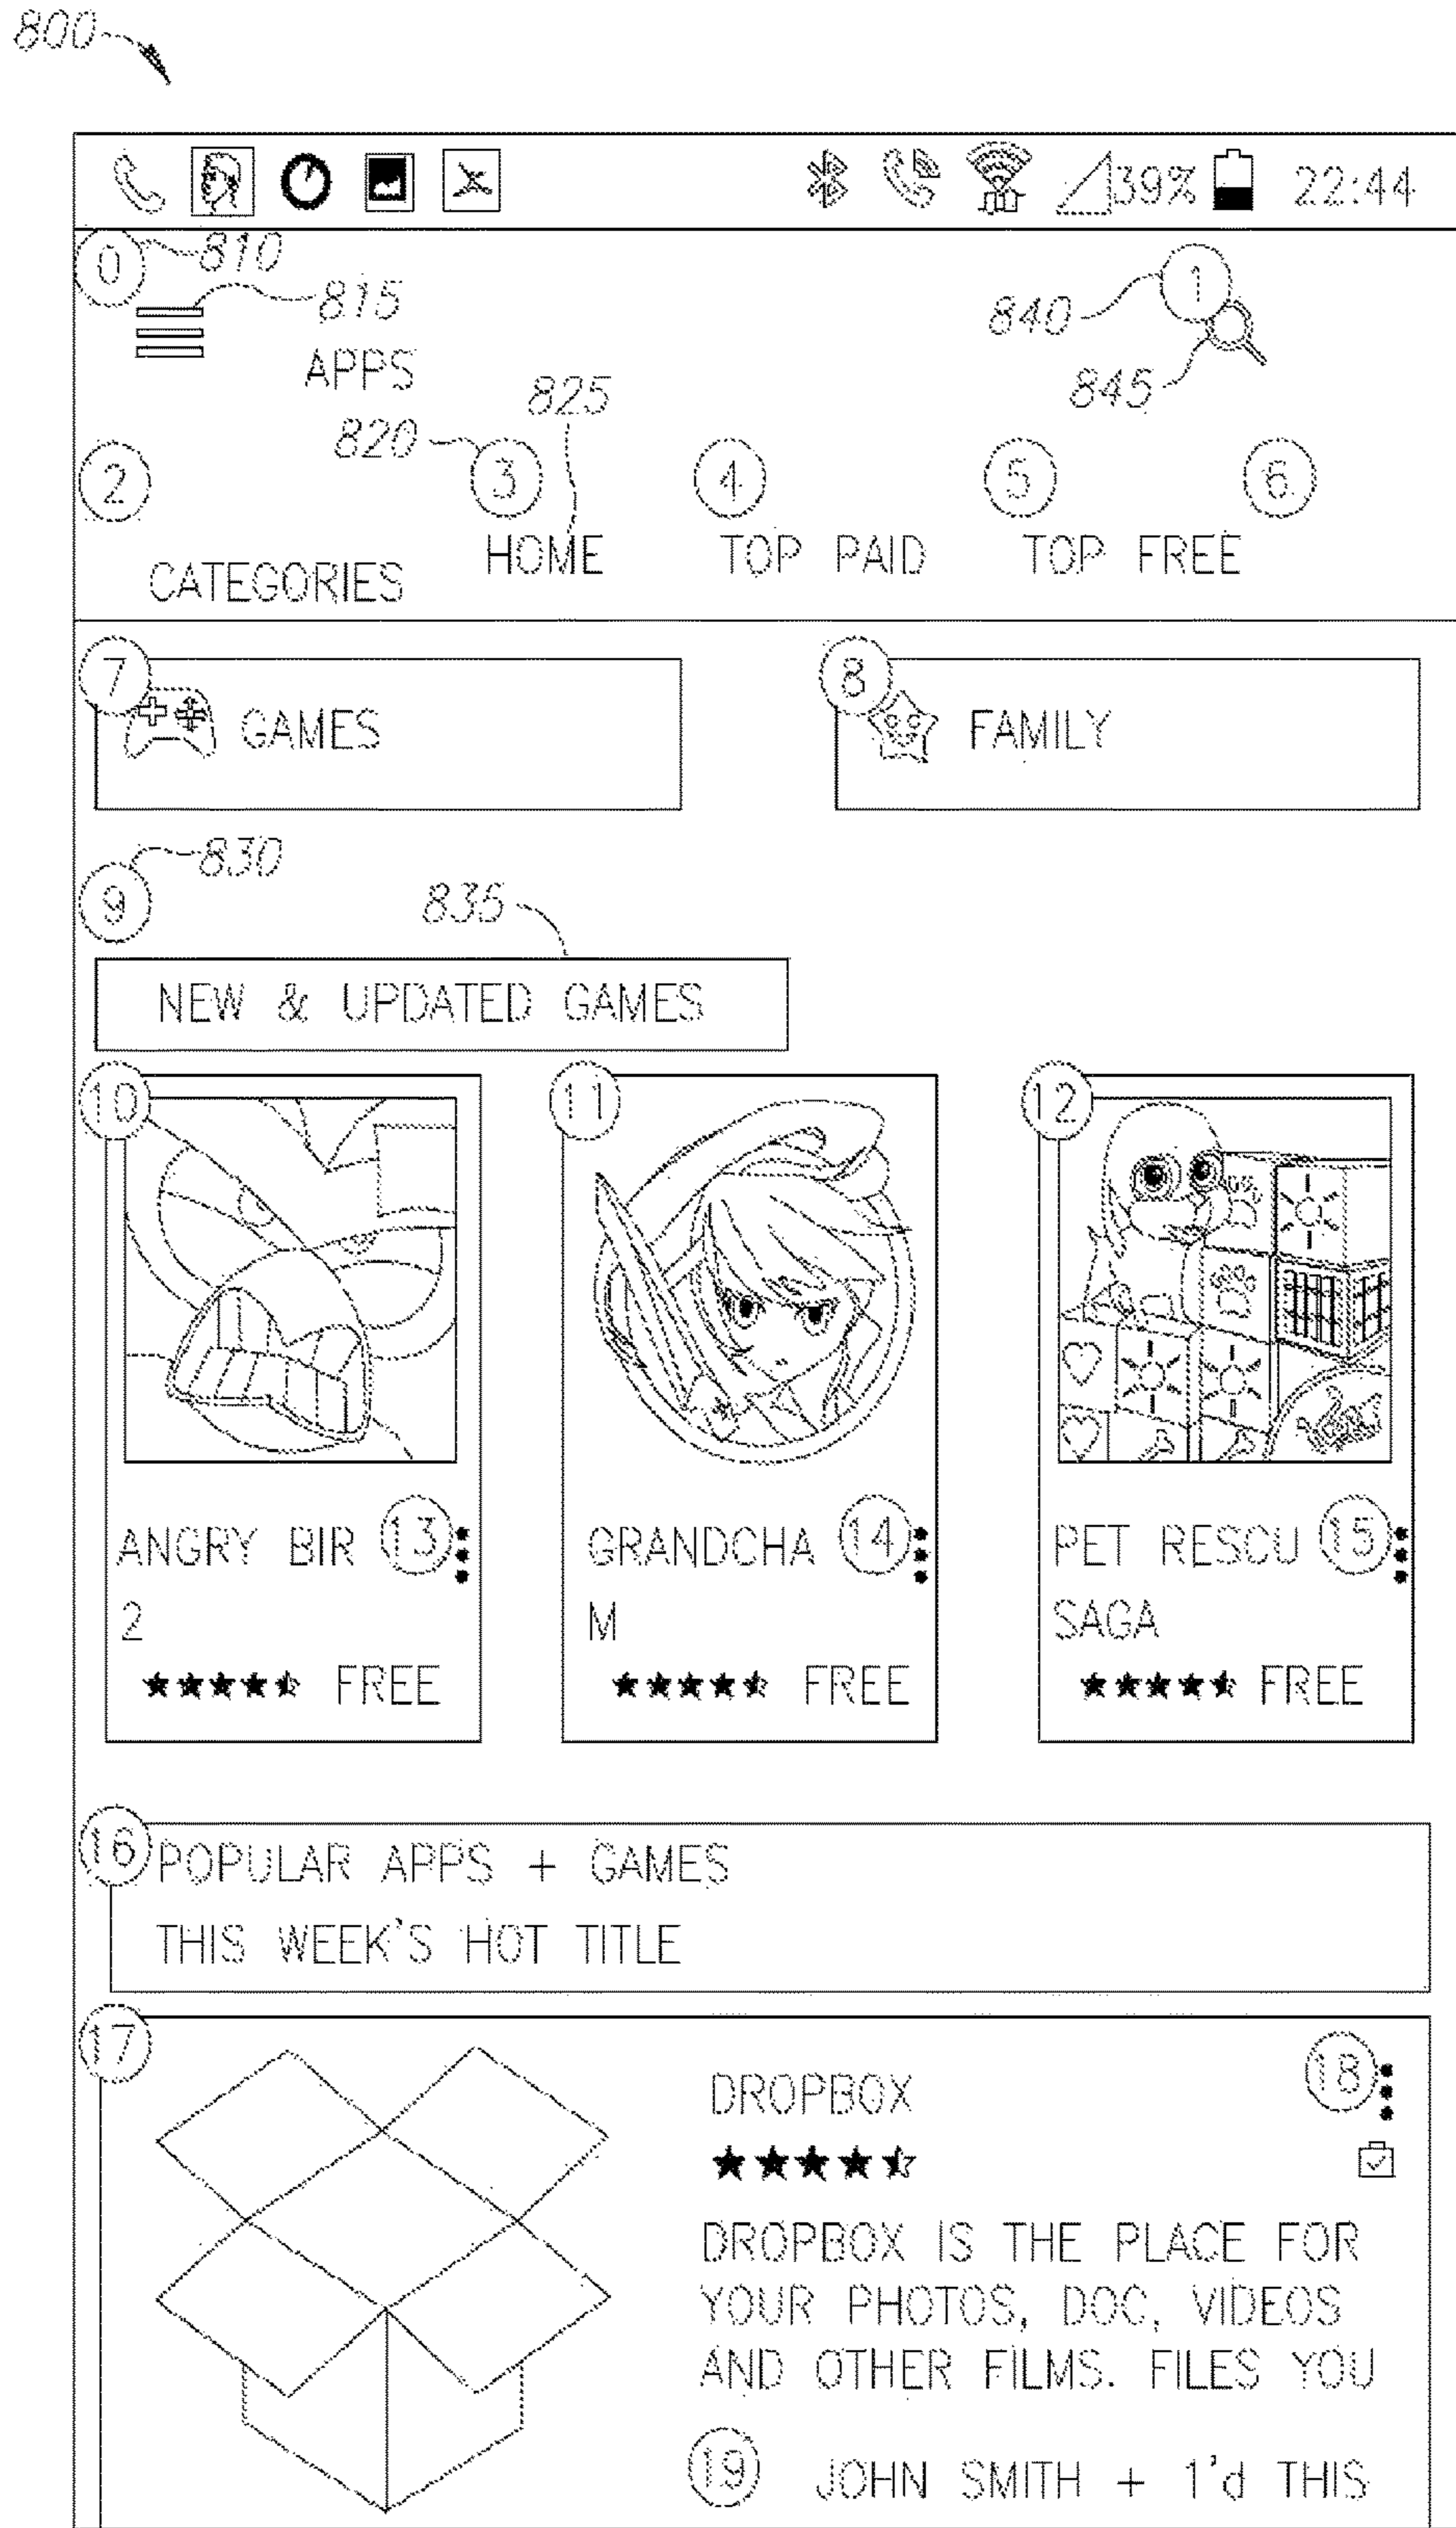 800
39% 22:44
0 810
815
840 1
APPS
845
825
820
2 3 4 5 6
HOME TOP PAID TOP FREE
CATEGORIES
7 8
GAMES FAMILY
830
9
835
NEW & UPDATED GAMES
10 11 12
ANGRY BIR 13 GRANDCHA 14 PET RESCU 15
2 M SAGA
FREE FREE FREE
16 POPULAR APPS + GAMES
THIS WEEK'S HOT TITLE
17
18
DROPBOX
DROPBOX IS THE PLACE FOR
YOUR PHOTOS, DOC, VIDEOS
AND OTHER FILMS. FILES YOU
19 JOHN SMITH + 1'd THIS